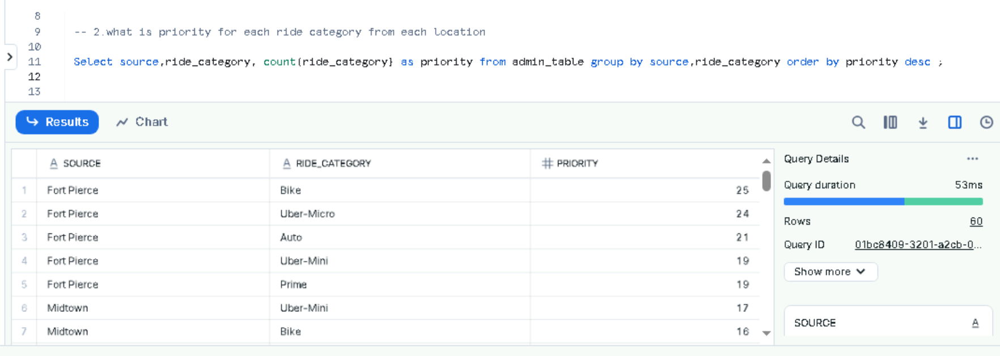 8
9 -- 2.what is priority for each ride category from each location
10
11 Select source,ride_category, count(ride_category} as priority from admin_table group by source,ride_category order by priority desc ;
12
13
Results Chart
SOURCE RIDE_CATEGORY PRIORITY
1 Fort Pierce Bike 25
2 Fort Pierce Uber-Micro 24
3 Fort Pierce Auto 21
4 Fort Pierce Uber-Mini 19
5 Fort Pierce Prime 19
6 Midtown Uber-Mini 17
7 Midtown Bike 16
Query Details ...
Query duration 53ms
Rows 60
Query ID 01bc8409-3201-a2cb-0...
Show more
SOURCE A